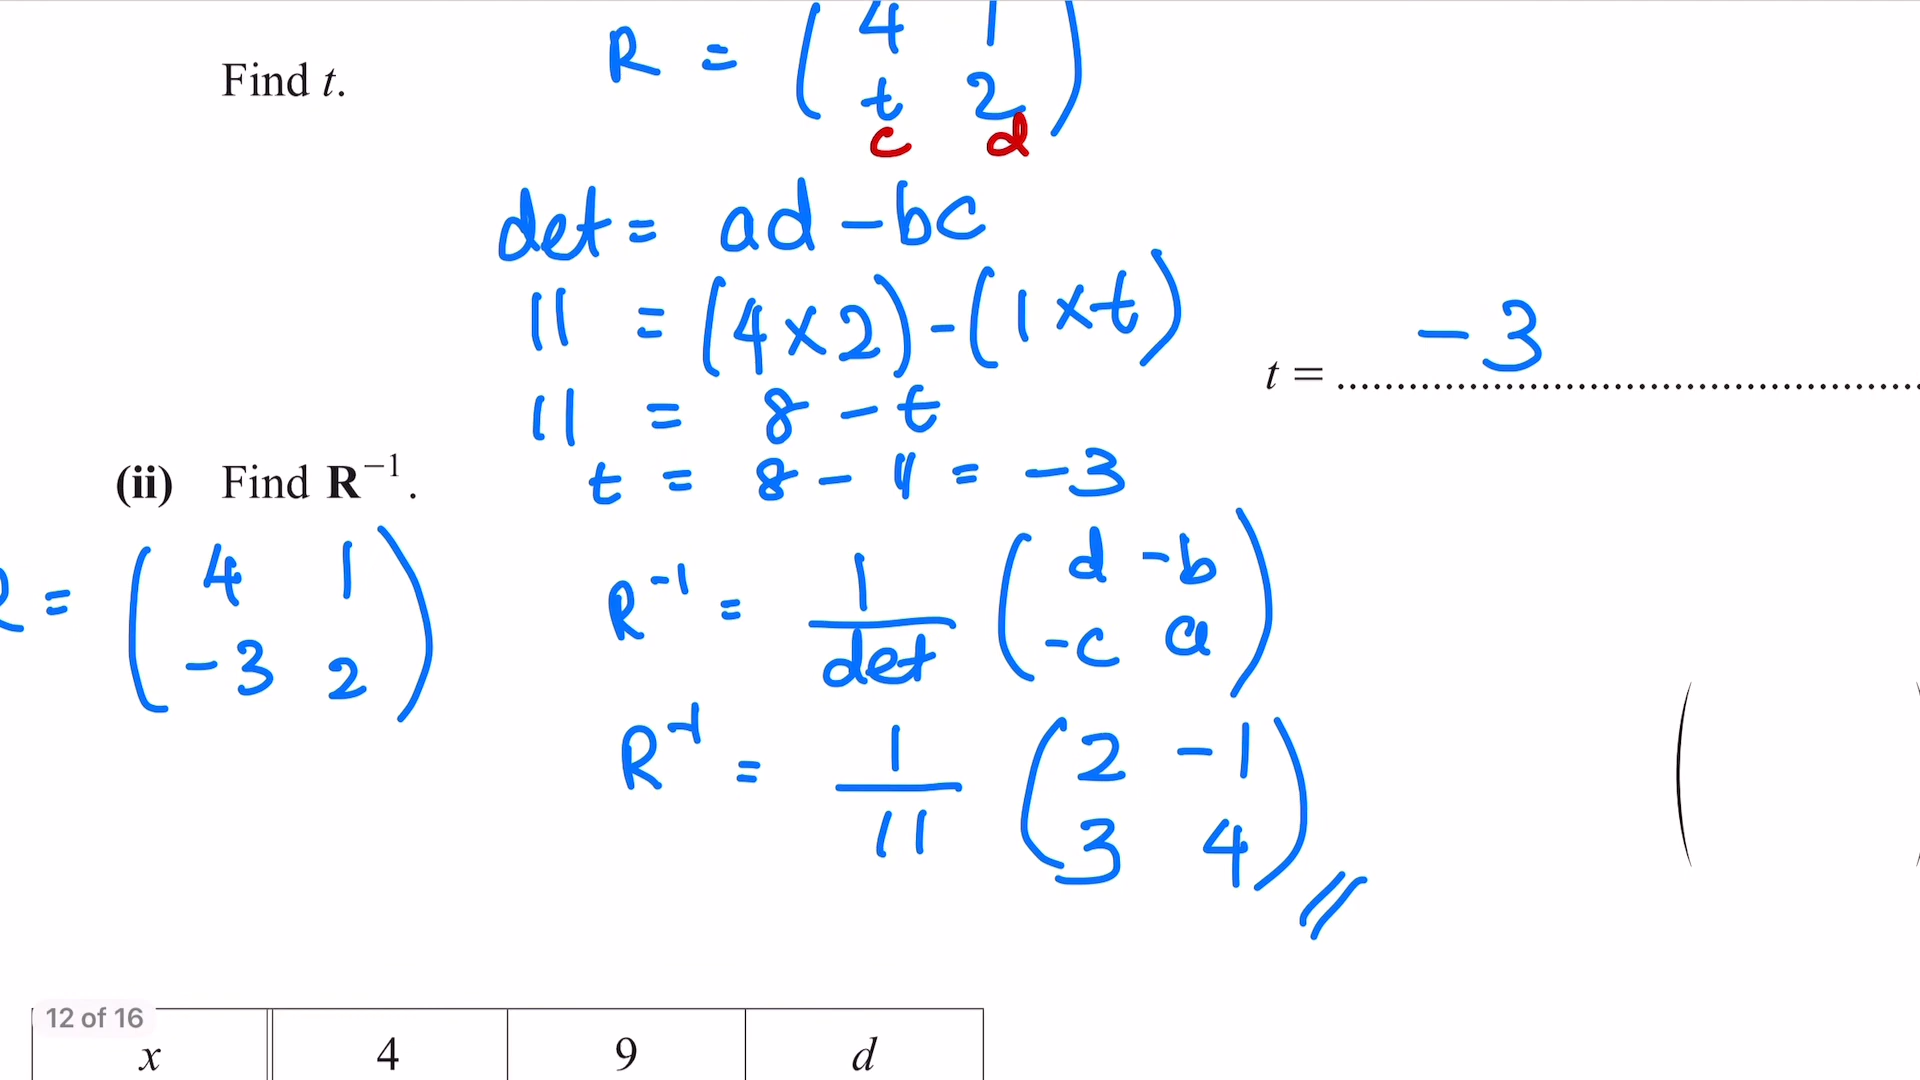 R = ( 4 1
Find t.
t 2 )
c d
det = ad - bc
11 = (4 × 2) - (1 × t)
t = -3
11 = 8 - t
t = 8 - 11 = -3
(ii) Find R⁻¹.
R = ( 4 1
-3 2 )
R⁻¹ = 1/det ( d -b
-c a )
R⁻¹ = 1/11 ( 2 -1
3 4 )
12 of 16
x 4 9 d